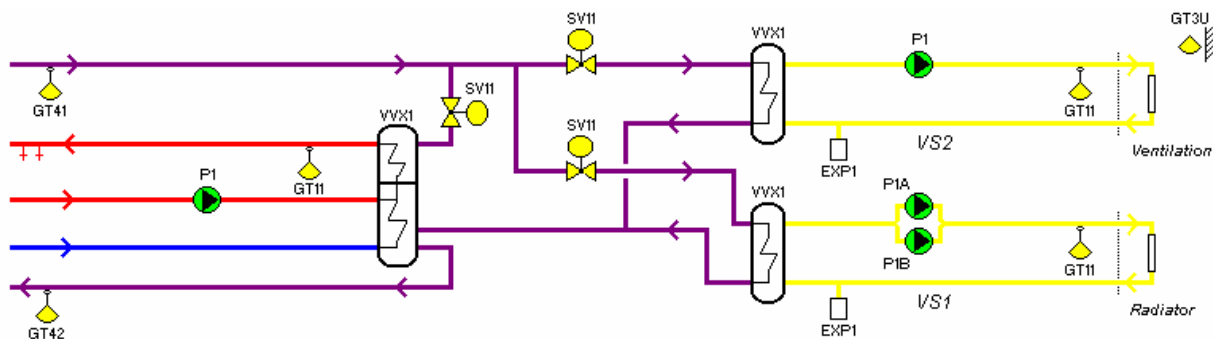 SV11
P1
VVX1
GT3U
GT41
SV11
VVX1
GT11
SV11
VS2
EXP1
Ventilation
GT11
P1
P1A
VVX1
P1B
GT11
VS1
EXP1
Radiator
GT42